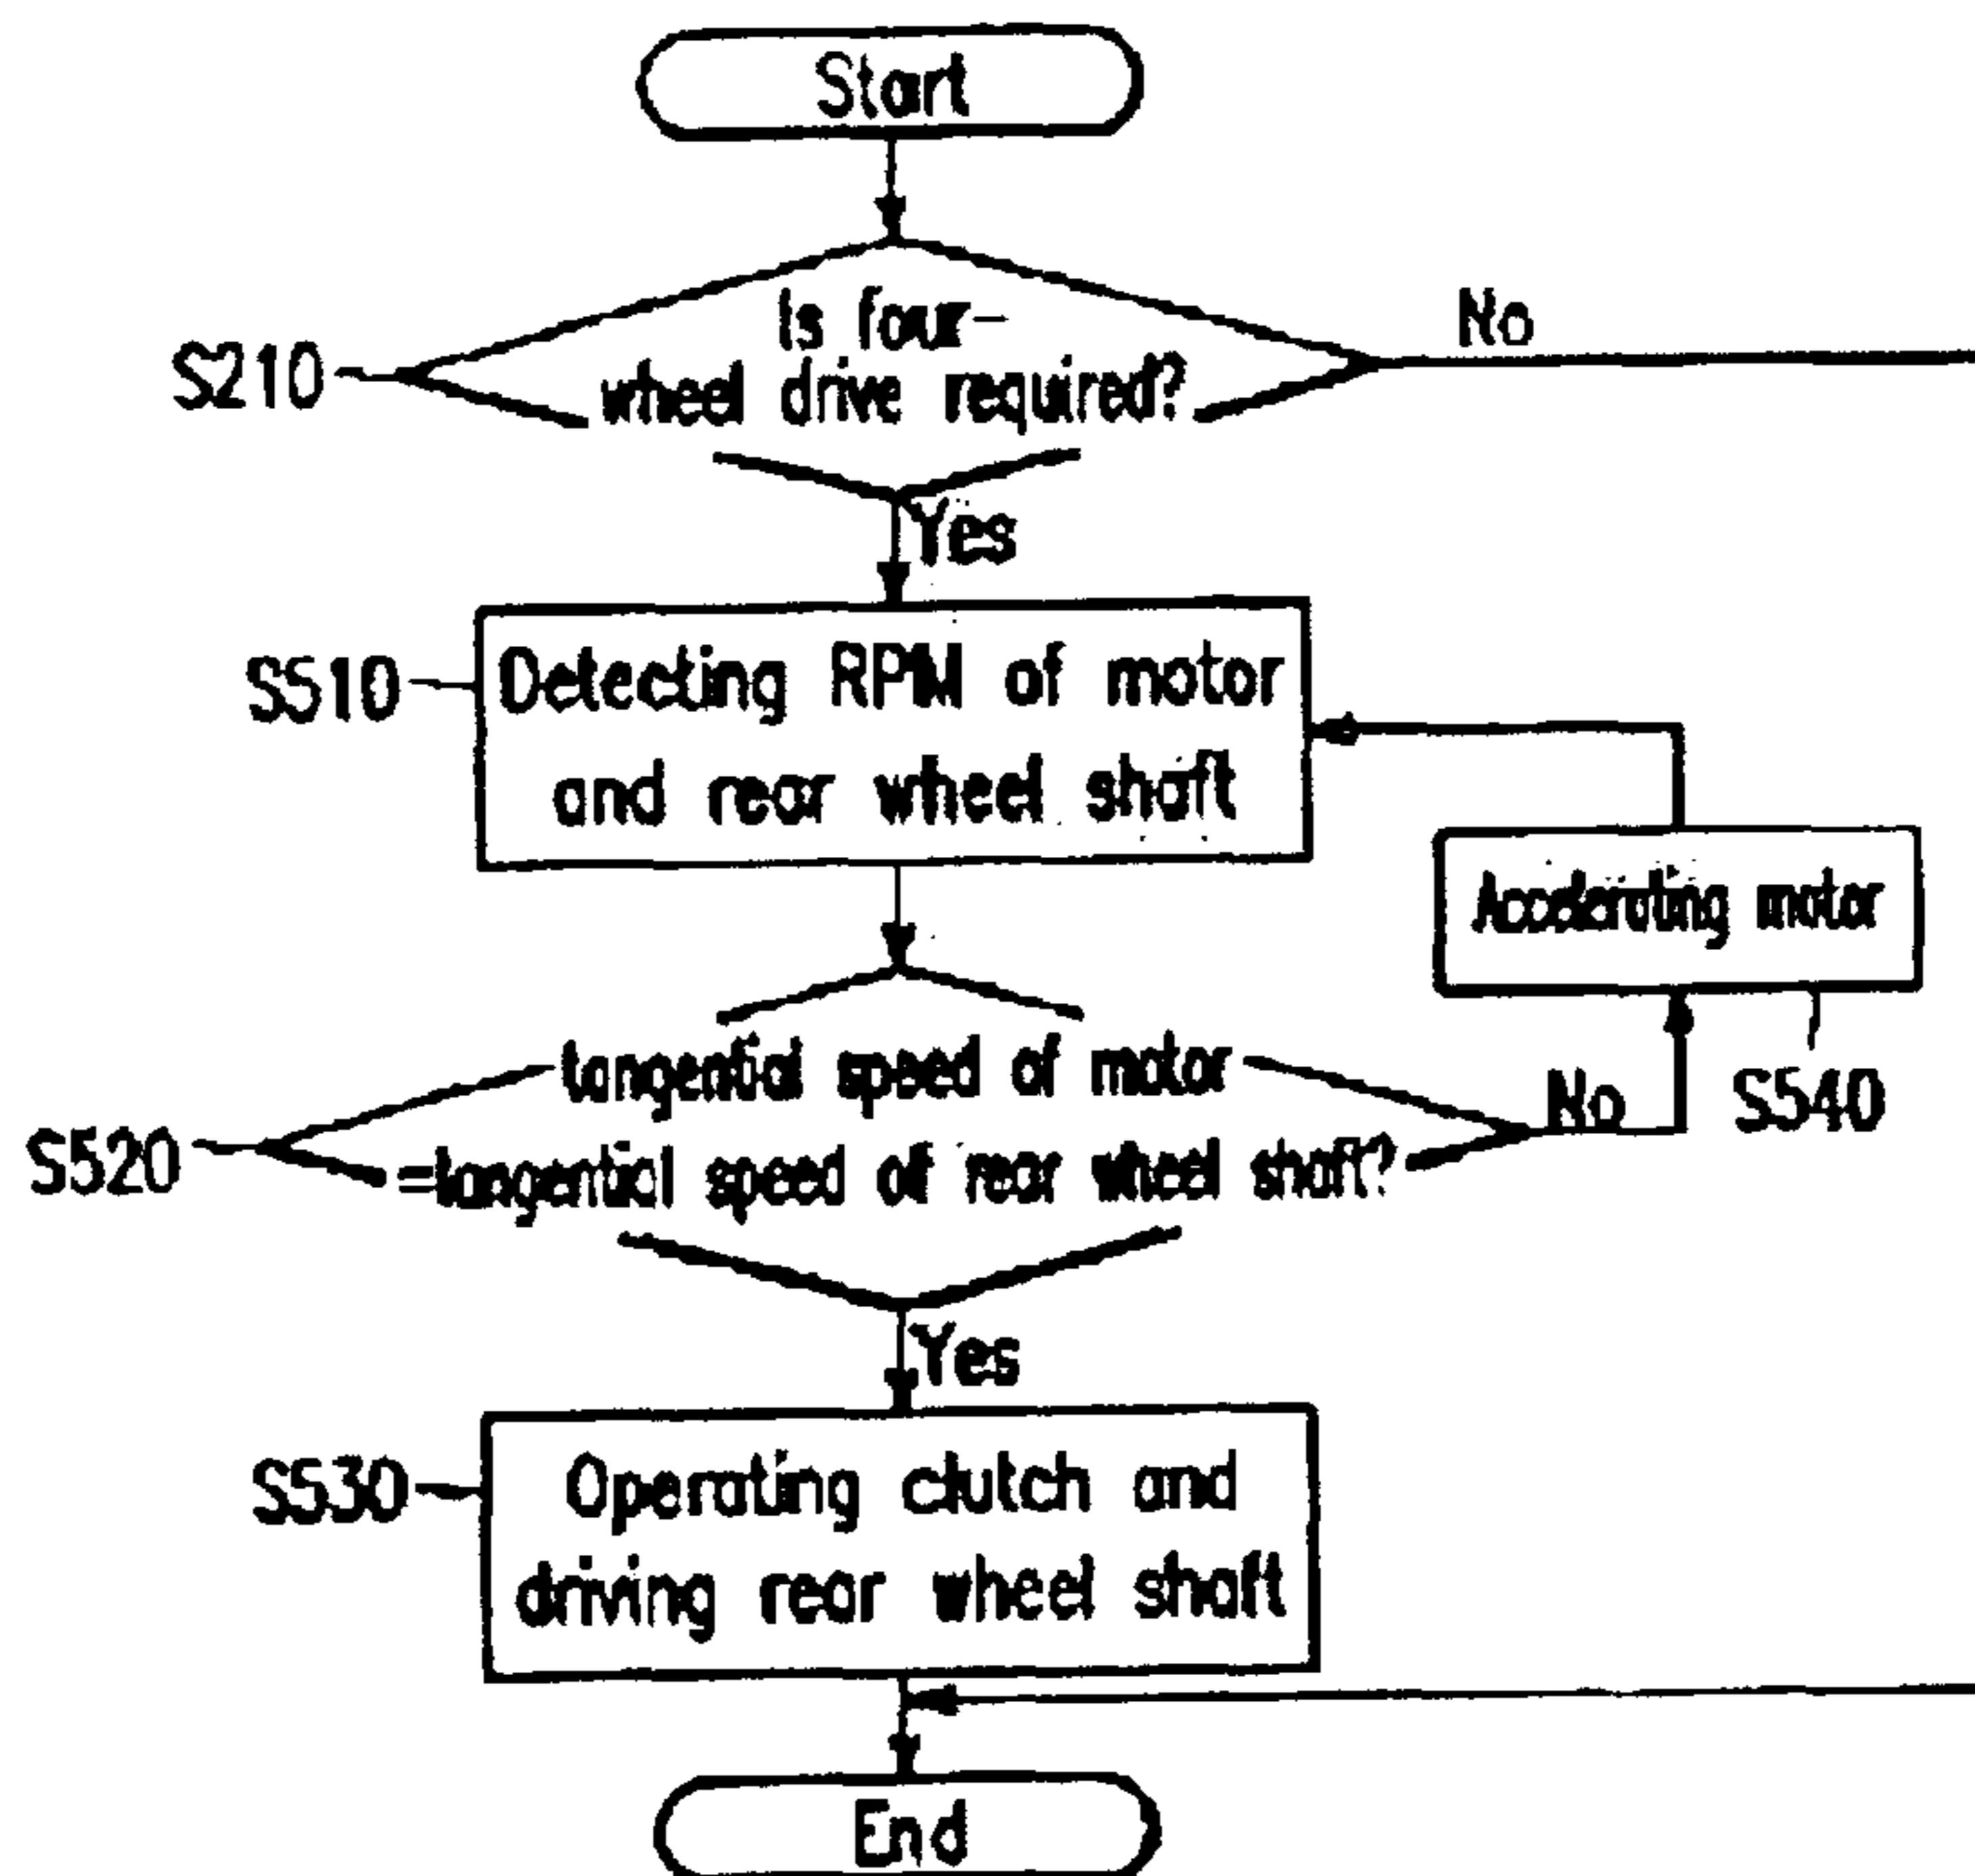 Start
Is four-
No
S210
wheel drive required?
Yes
S510
Detecting RPM of motor
and rear wheel shaft
Accelerating motor
tangential speed of motor
No
S540
S520
=tangential speed of rear wheel shaft?
Yes
S530
Operating clutch and
driving rear wheel shaft
End